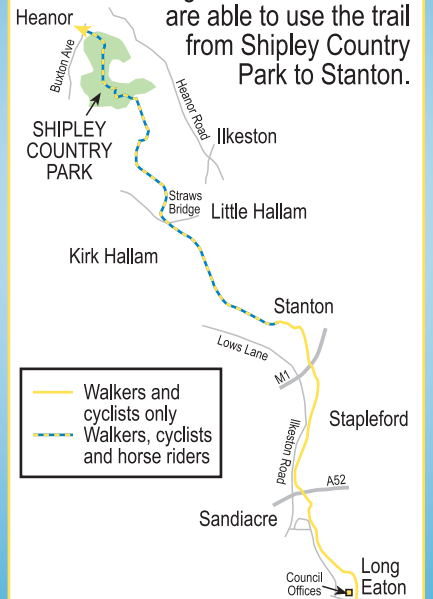 are able to use the trail
from Shipley Country
Park to Stanton.
Heanor
Buxton Ave
Heanor Road
SHIPLEY
COUNTRY
PARK
Ilkeston
Straws
Bridge
Little Hallam
Kirk Hallam
Stanton
Lows Lane
M1
Walkers and
cyclists only
Walkers, cyclists
and horse riders
Ilkeston Road
Stapleford
A52
Sandiacre
Long
Eaton
Council
Offices